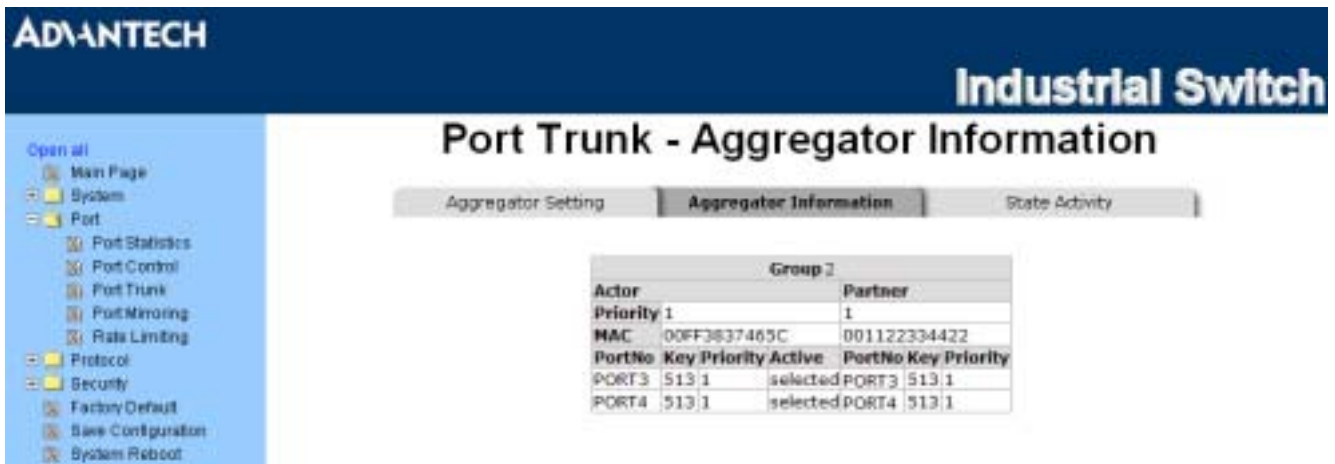 ADVANTECH
Industrial Switch
Port Trunk - Aggregator Information
Open all
Main Page
System
Port
Port Statistics
Port Control
Port Trunk
Port Mirroring
Rate Limiting
Protocol
Security
Factory Default
Save Configuration
System Reboot
Aggregator Setting Aggregator Information State Activity
Group 2
Actor Partner
Priority 1 1
MAC 00FF3837465C 001122334422
PortNo Key Priority Active PortNo Key Priority
PORT3 513 1 selected PORT3 513 1
PORT4 513 1 selected PORT4 513 1